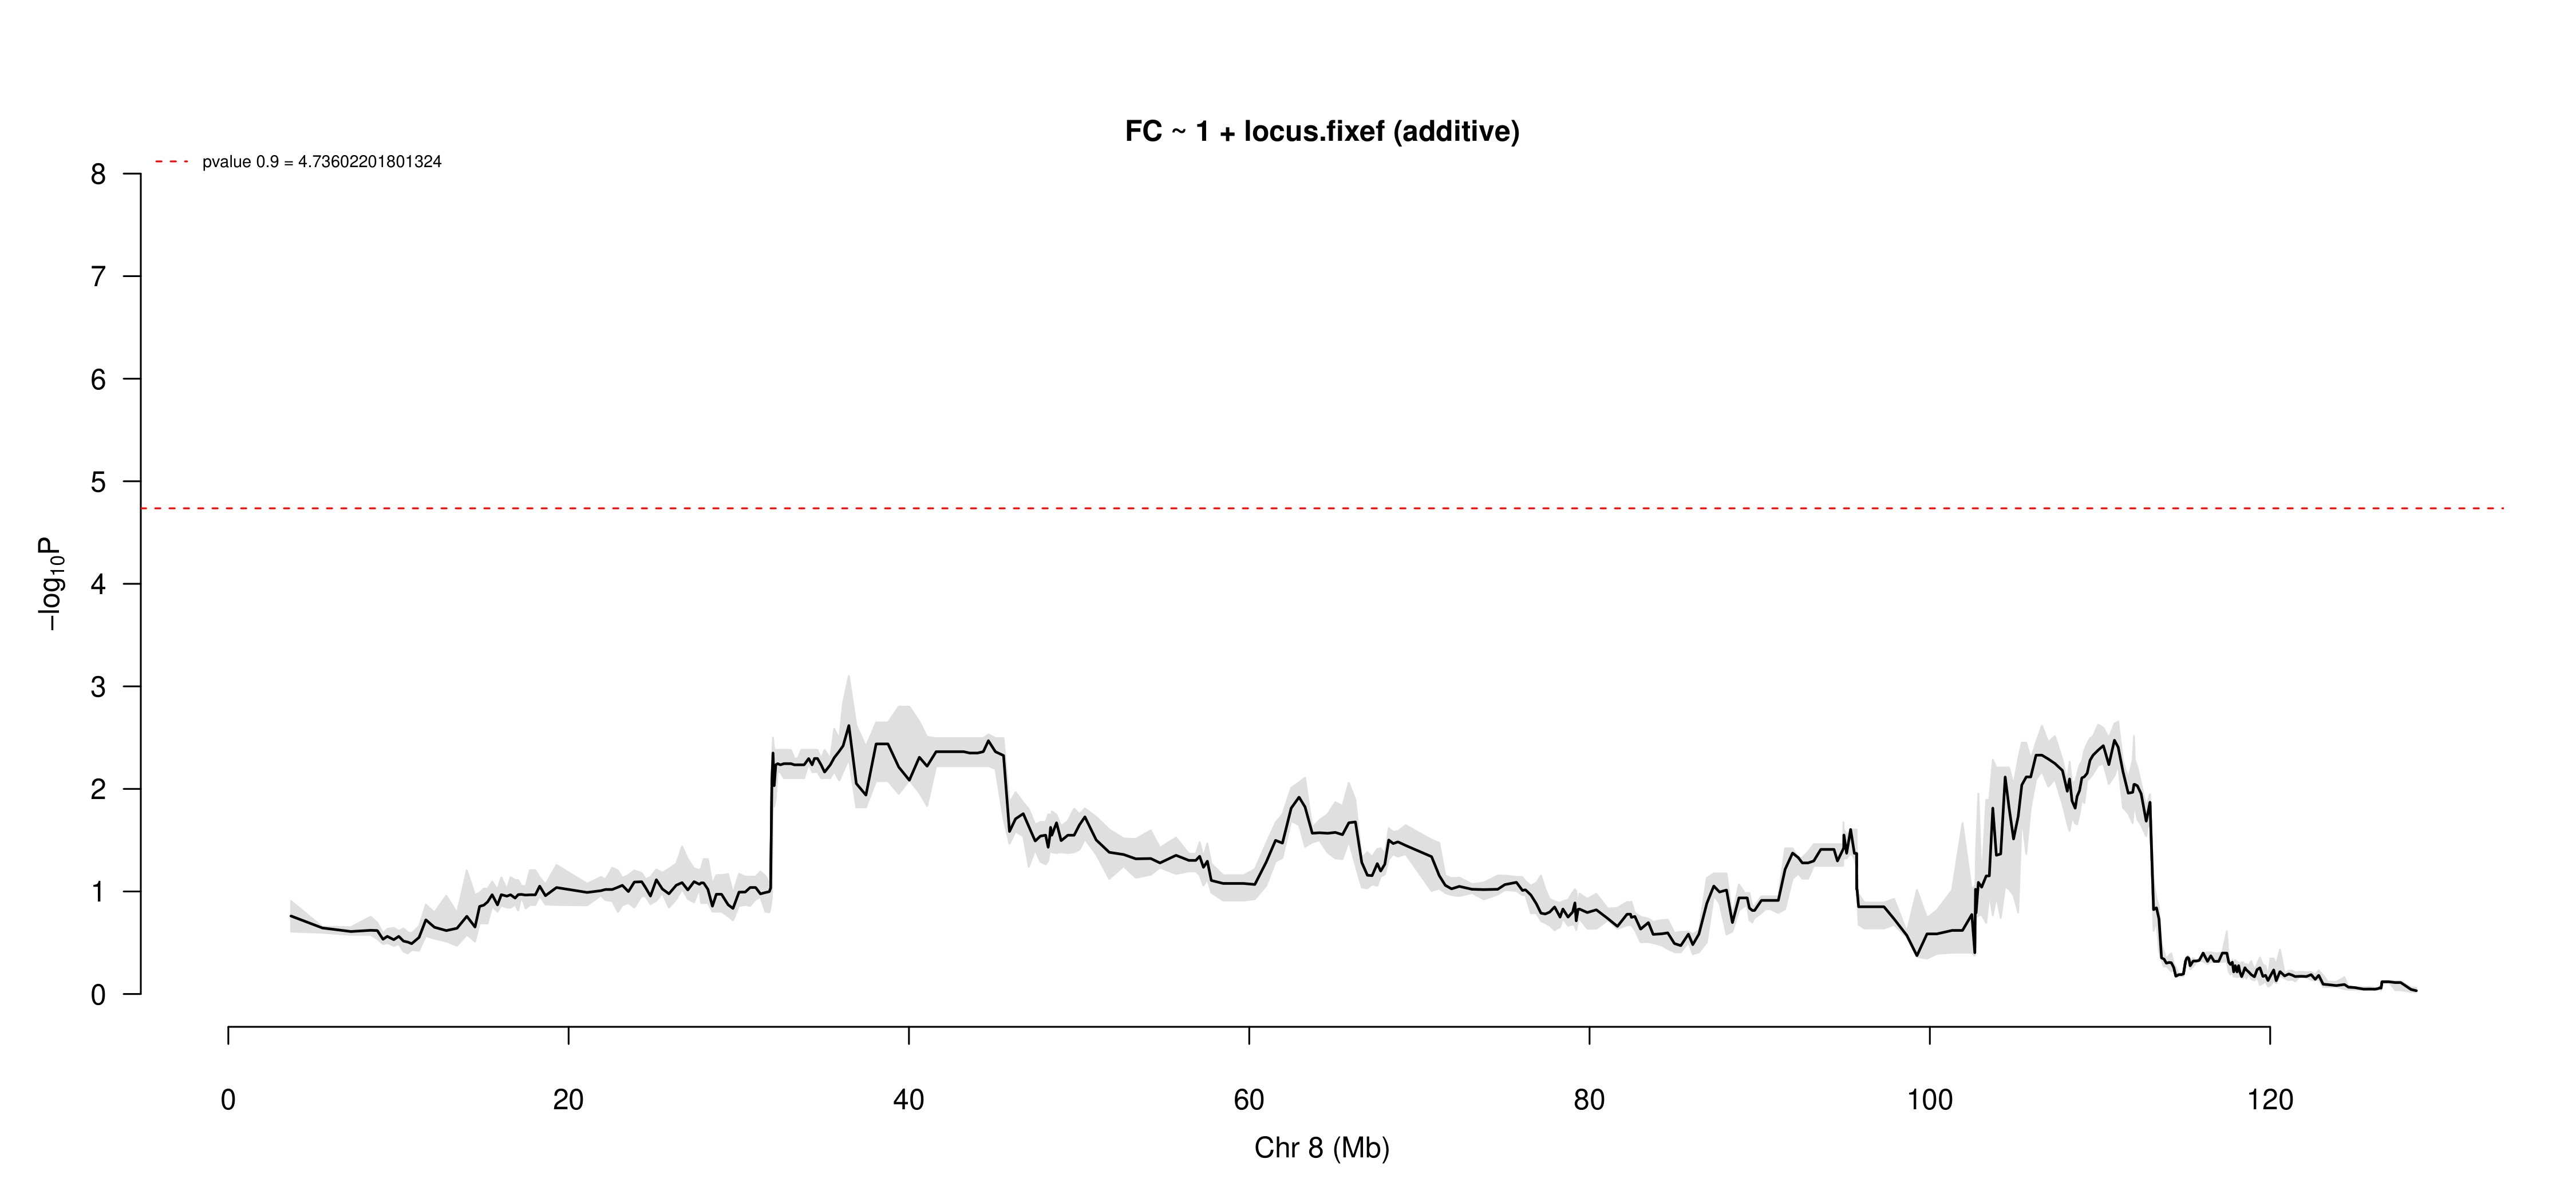 FC ~ 1 + locus.fixef (additive)
pvalue 0.9 = 4.73602201801324
8
7
6
5
4
3
2
1
0
−log10P
0 20 40 60 80 100 120
Chr 8 (Mb)